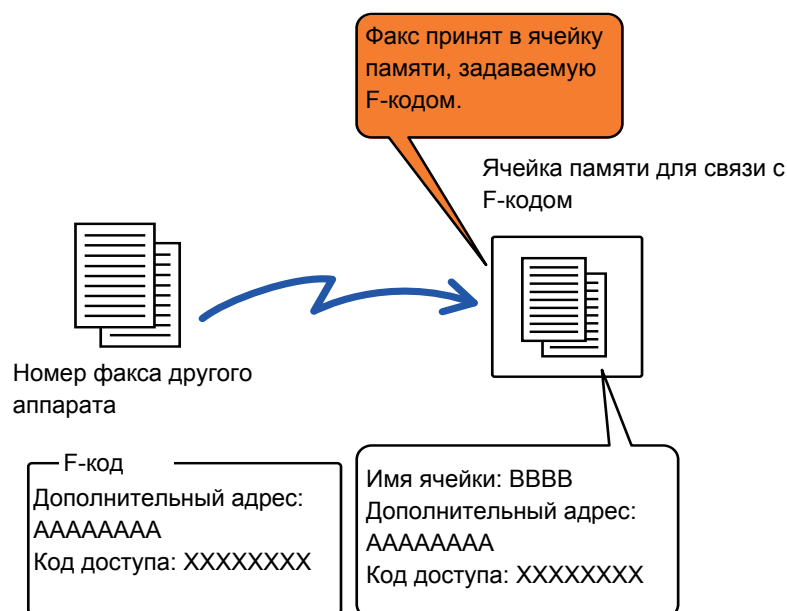 Факс принят в ячейку
памяти, задаваемую
F-кодом.
Ячейка памяти для связи с
F-кодом
Номер факса другого
аппарата
F-код
Дополнительный адрес:
AAAAAAAA
Код доступа: XXXXXXXX
Имя ячейки: BBBB
Дополнительный адрес:
AAAAAAAA
Код доступа: XXXXXXXX